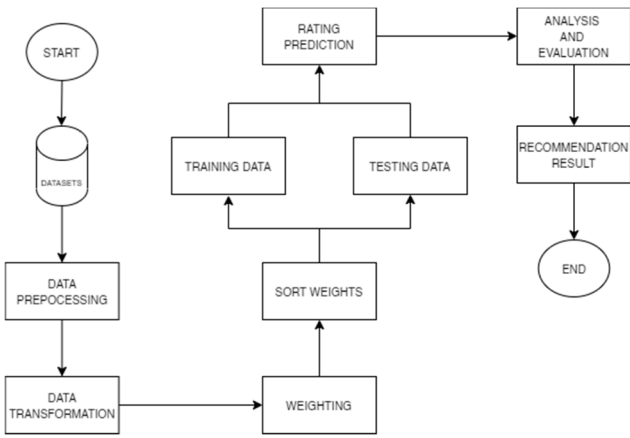 START
DATASETS
DATA
PREPOCESSING
DATA
TRANSFORMATION
WEIGHTING
SORT WEIGHTS
TRAINING DATA
TESTING DATA
RATING
PREDICTION
ANALYSIS
AND
EVALUATION
RECOMMENDATION
RESULT
END